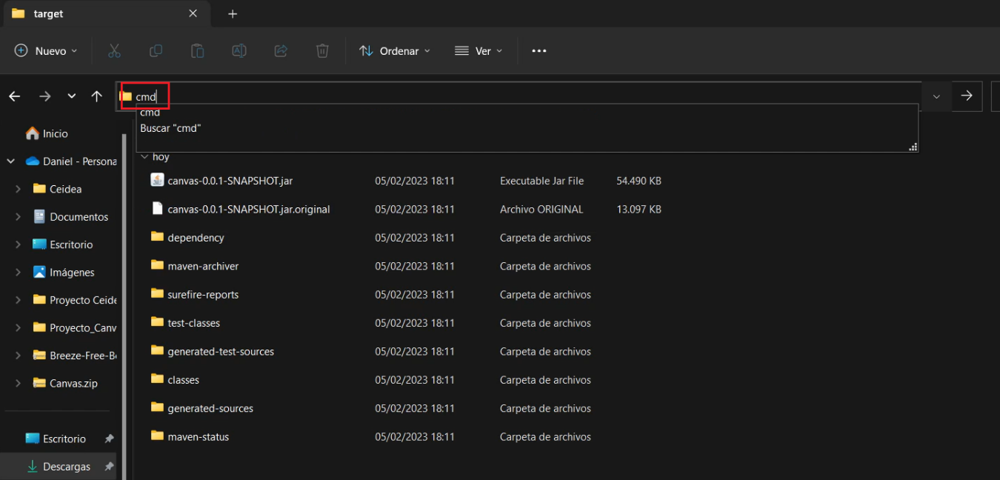 target
Nuevo
Ordenar
Ver
cmd
cmd
Buscar "cmd"
Inicio
Daniel - Persona
Ceidea
Documentos
Escritorio
Imágenes
Proyecto Ceide
Proyecto_Canv
Breeze-Free-Be
Canvas.zip
Escritorio
Descargas
hoy
canvas-0.0.1-SNAPSHOT.jar 05/02/2023 18:11 Executable Jar File 54.490 KB
canvas-0.0.1-SNAPSHOT.jar.original 05/02/2023 18:11 Archivo ORIGINAL 13.097 KB
dependency 05/02/2023 18:11 Carpeta de archivos
maven-archiver 05/02/2023 18:11 Carpeta de archivos
surefire-reports 05/02/2023 18:11 Carpeta de archivos
test-classes 05/02/2023 18:11 Carpeta de archivos
generated-test-sources 05/02/2023 18:11 Carpeta de archivos
classes 05/02/2023 18:11 Carpeta de archivos
generated-sources 05/02/2023 18:11 Carpeta de archivos
maven-status 05/02/2023 18:11 Carpeta de archivos